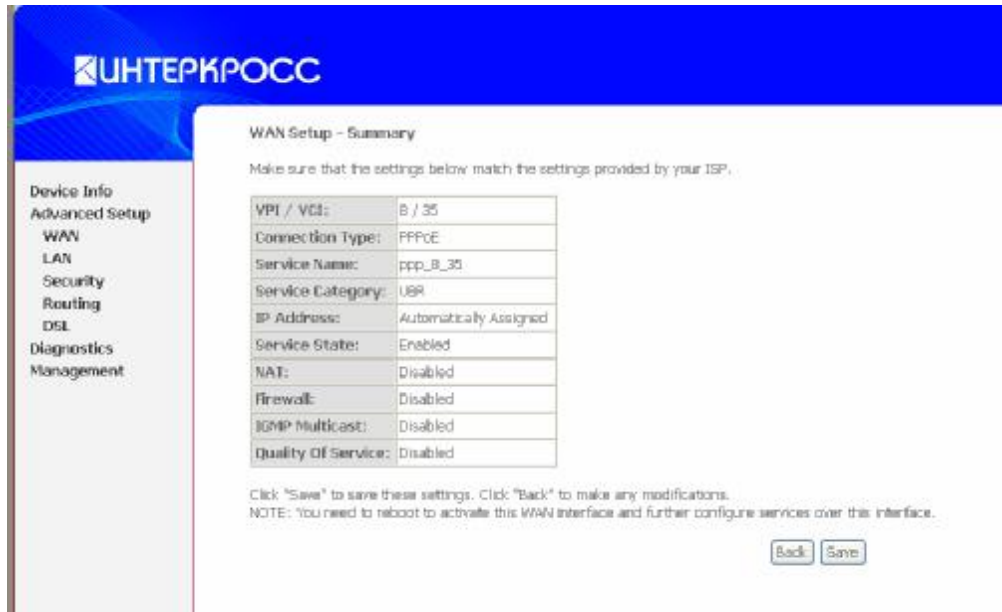 ИНТЕРКРОСС
WAN Setup - Summary
Make sure that the settings below match the settings provided by your ISP.
Device Info
Advanced Setup
WAN
LAN
Security
Routing
DSL
Diagnostics
Management
VPI / VCI: 8 / 35
Connection Type: PPPoE
Service Name: ppp_8_35
Service Category: UBR
IP Address: Automatically Assigned
Service State: Enabled
NAT: Disabled
Firewall: Disabled
IGMP Multicast: Disabled
Quality Of Service: Disabled
Click "Save" to save these settings. Click "Back" to make any modifications.
NOTE: You need to reboot to activate this WAN interface and further configure services over this interface.
Back Save